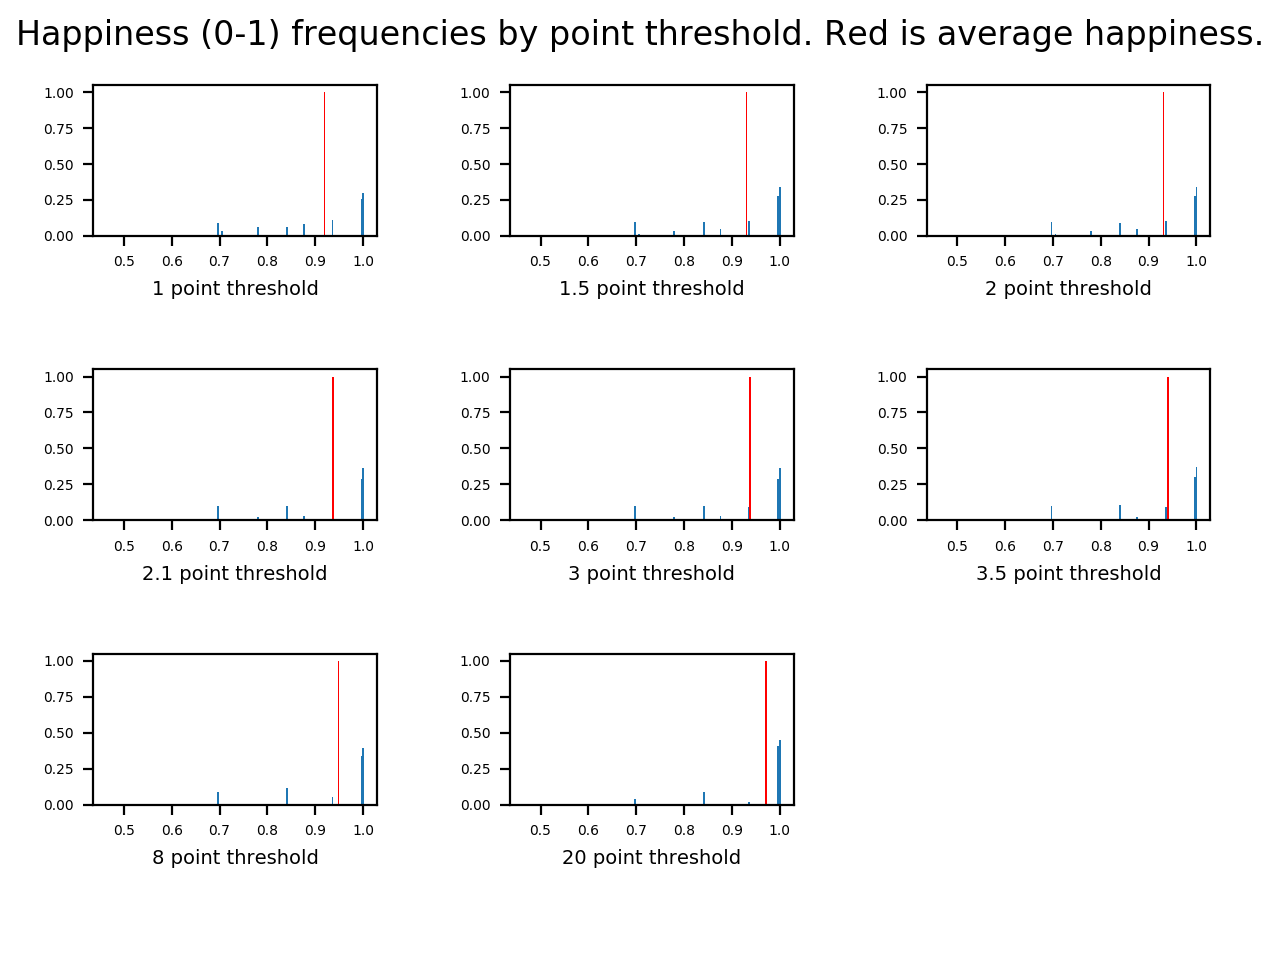 Happiness (0-1) frequencies by point threshold. Red is average happiness.
1.00 1.00 1.00
0.75 0.75 0.75
0.50 0.50 0.50
0.25 0.25 0.25
0.00 0.00 0.00
0.5 0.6 0.7 0.8 0.9 1.0 0.5 0.6 0.7 0.8 0.9 1.0 0.5 0.6 0.7 0.8 0.9 1.0
1 point threshold 1.5 point threshold 2 point threshold
1.00 1.00 1.00
0.75 0.75 0.75
0.50 0.50 0.50
0.25 0.25 0.25
0.00 0.00 0.00
0.5 0.6 0.7 0.8 0.9 1.0 0.5 0.6 0.7 0.8 0.9 1.0 0.5 0.6 0.7 0.8 0.9 1.0
2.1 point threshold 3 point threshold 3.5 point threshold
1.00 1.00
0.75 0.75
0.50 0.50
0.25 0.25
0.00 0.00
0.5 0.6 0.7 0.8 0.9 1.0 0.5 0.6 0.7 0.8 0.9 1.0
8 point threshold 20 point threshold